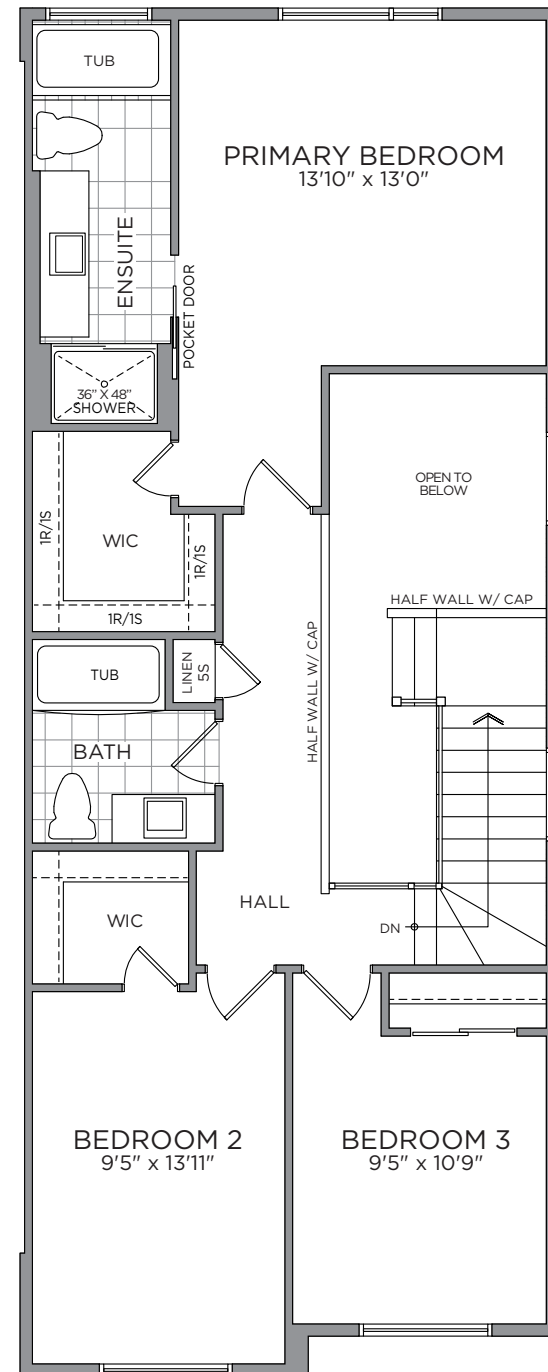 TUB
PRIMARY BEDROOM
13'10" x 13'0"
ENSUITE
POCKET DOOR
36” X 48”
SHOWER
OPEN TO
BELOW
1R/1S
WIC
1R/1S
1R/1S
HALF WALL W/ CAP
HALF WALL W/ CAP
TUB
LINEN
5S
BATH
WIC
HALL
DN
BEDROOM 2
9'5" x 13'11"
BEDROOM 3
9'5" x 10'9"